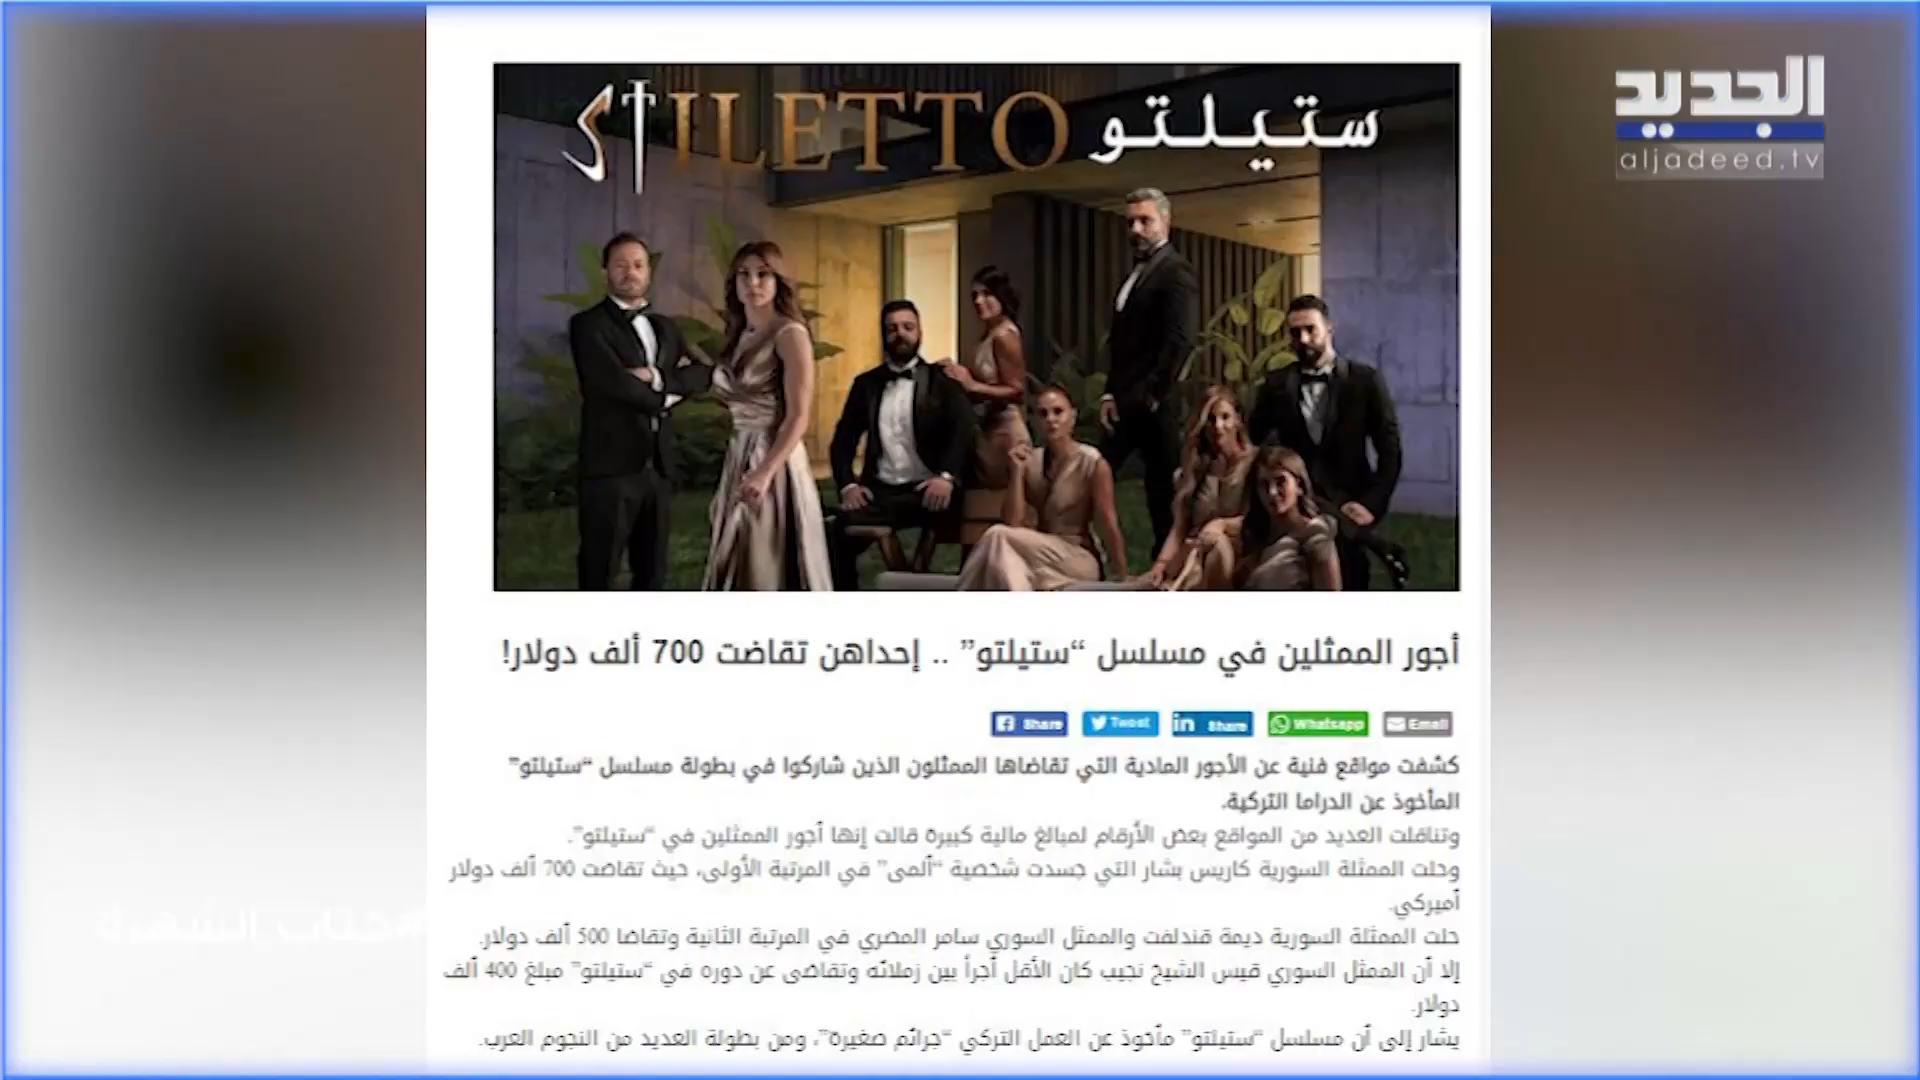 STILETTO ستيلتو
الجديد
aljadeed.tv
أجور الممثلين في مسلسل “ستيلتو” .. إحداهن تقاضت 700 ألف دولار!
Share Tweet Share Whatsapp Email
كشفت مواقع فنية عن الأجور المادية التي تقاضاها الممثلون الذين شاركوا في بطولة مسلسل “ستيلتو”
المأخوذ عن الدراما التركية.
وتناقلت العديد من المواقع بعض الأرقام لمبالغ مالية كبيرة قالت إنها أجور الممثلين في “ستيلتو”.
وحلت الممثلة السورية كاريس بشار التي جسدت شخصية “ألمى” في المرتبة الأولى، حيث تقاضت 700 ألف دولار
أميركي.
حلت الممثلة السورية ديمة قندلفت والممثل السوري سامر المصري في المرتبة الثانية وتقاضا 500 ألف دولار.
إلا أن الممثل السوري قيس الشيخ نجيب كان الأقل أجراً بين زملائه وتقاضى عن دوره في “ستيلتو” مبلغ 400 ألف
دولار.
يشار إلى أن مسلسل “ستيلتو” مأخوذ عن العمل التركي “جرائم صغيرة”، ومن بطولة العديد من النجوم العرب.
#كتاب الشهرة